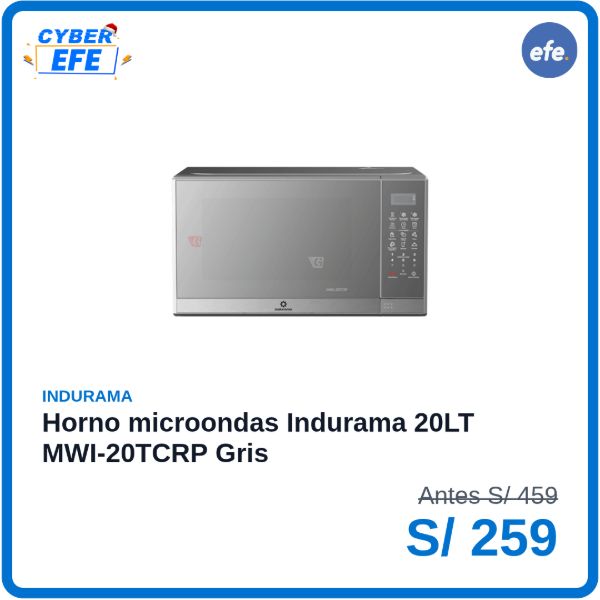 CYBER
EFE
efe.
INDURAMA
Horno microondas Indurama 20LT
MWI-20TCRP Gris
Antes S/ 459
S/ 259